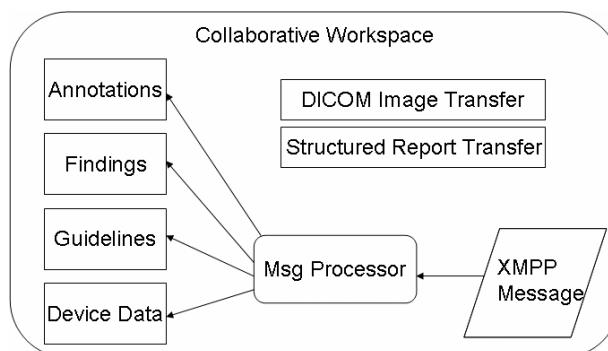 Collaborative Workspace
Annotations
DICOM Image Transfer
Structured Report Transfer
Findings
Guidelines
Msg Processor
XMPP
Message
Device Data